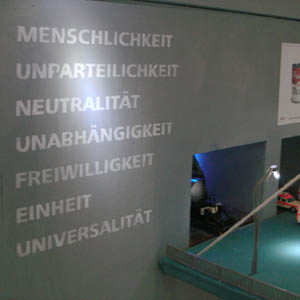 MENSCHLICHKEIT
UNPARTEILICHKEIT
NEUTRALITÄT
UNABHÄNGIGKEIT
FREIWILLIGKEIT
EINHEIT
UNIVERSALITÄT